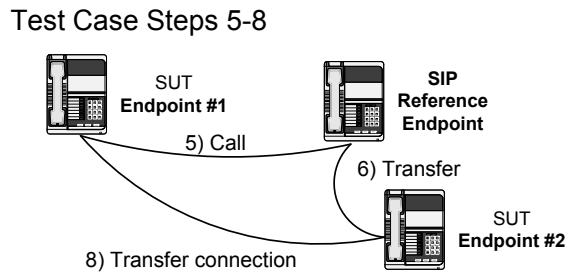 Test Case Steps 5-8
SUT
Endpoint #1
SIP
Reference
Endpoint
5) Call
6) Transfer
SUT
Endpoint #2
8) Transfer connection